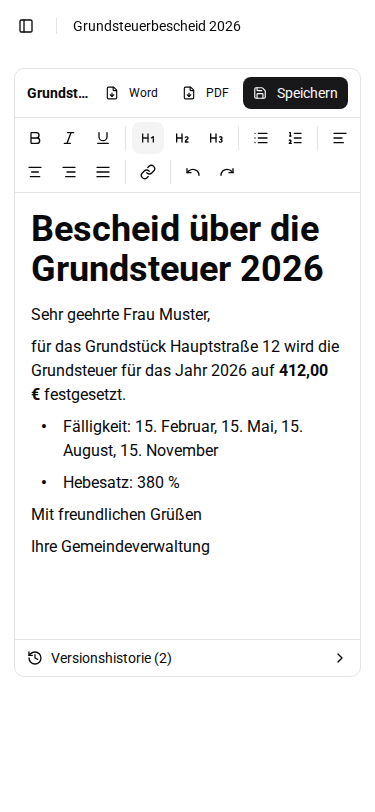 Grundsteuerbescheid 2026
Grundst... Word PDF Speichern
B I U H1 H2 H3
Bescheid über die
Grundsteuer 2026
Sehr geehrte Frau Muster,
für das Grundstück Hauptstraße 12 wird die
Grundsteuer für das Jahr 2026 auf 412,00
€ festgesetzt.
• Fälligkeit: 15. Februar, 15. Mai, 15.
August, 15. November
• Hebesatz: 380 %
Mit freundlichen Grüßen
Ihre Gemeindeverwaltung
Versionshistorie (2)